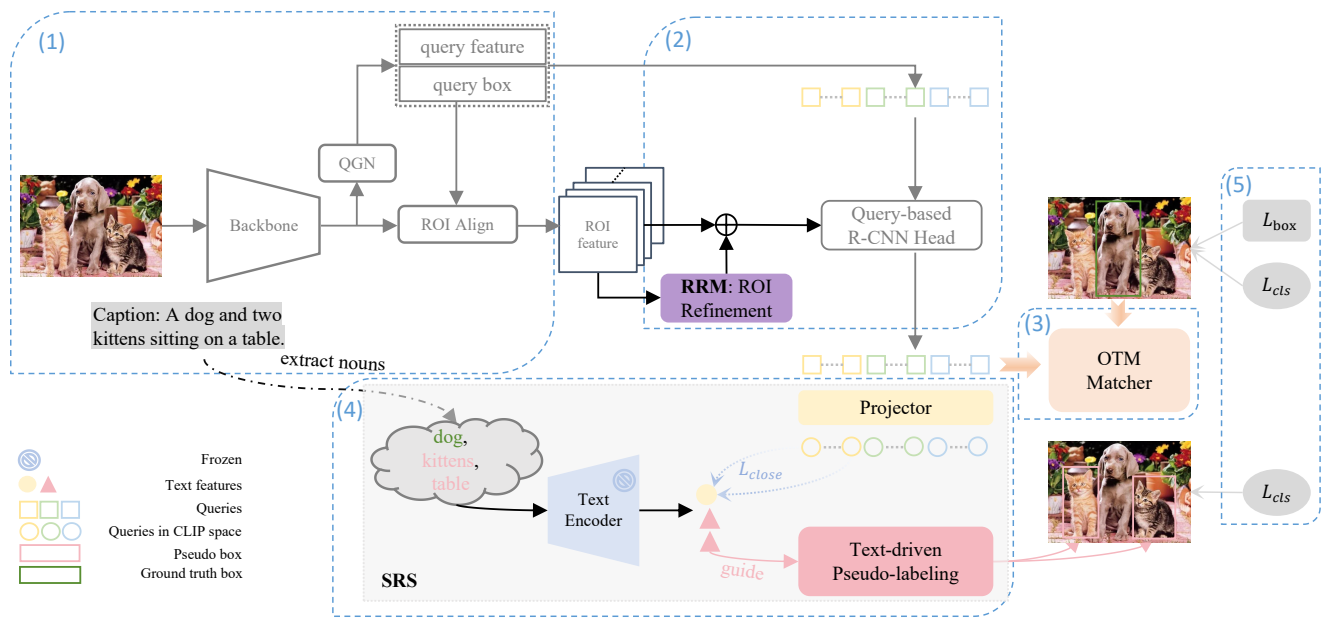 (1)
query feature
query box
QGN
Backbone
ROI Align
Caption: A dog and two
kittens sitting on a table.
extract nouns
(2)
ROI
feature
Query-based
R-CNN Head
RRM: ROI
Refinement
(3)
OTM
Matcher
(5)
L_box
L_cls
(4)
dog,
kittens,
table
Text
Encoder
Projector
L_close
guide
Text-driven
Pseudo-labeling
SRS
L_cls
Frozen
Text features
Queries
Queries in CLIP space
Pseudo box
Ground truth box